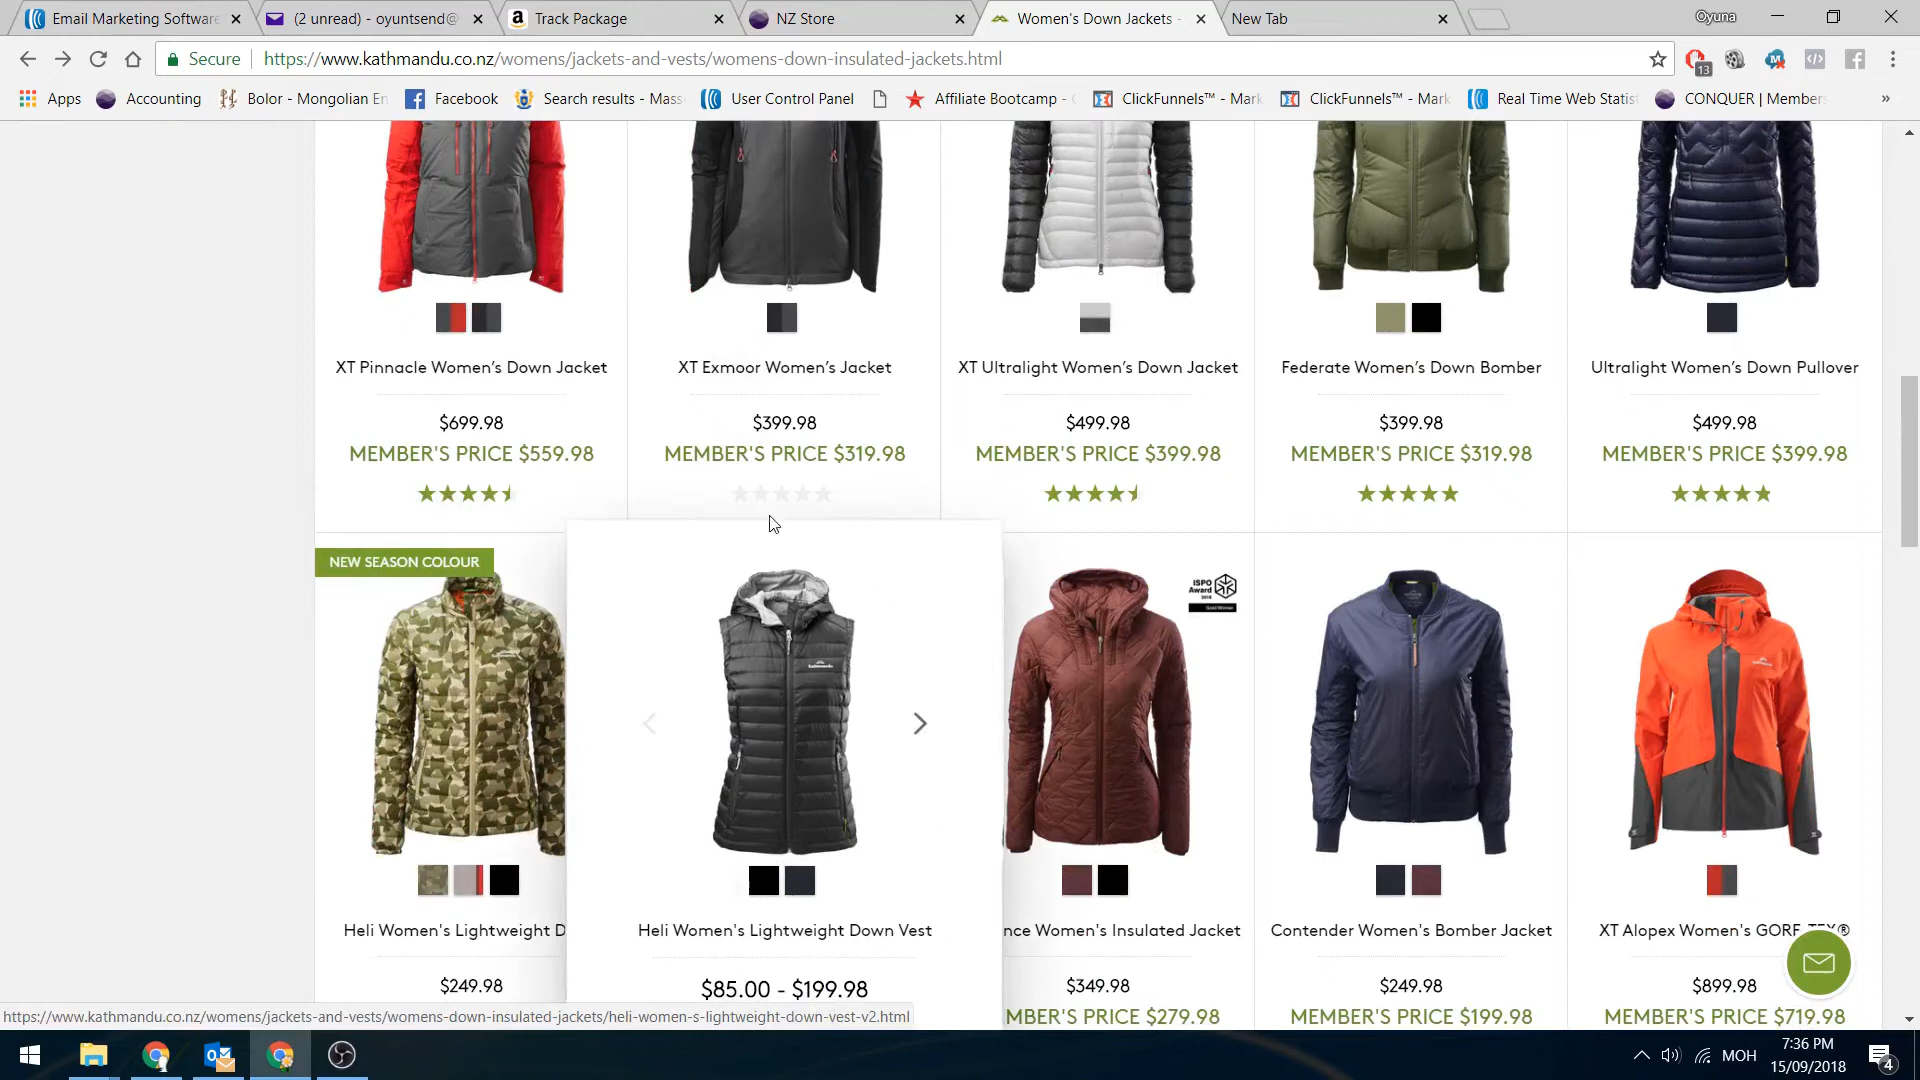 Email Marketing Software
(2 unread) - oyuntsend@
Track Package
NZ Store
Women's Down Jackets -
New Tab
Oyuna
Secure
https://www.kathmandu.co.nz/womens/jackets-and-vests/womens-down-insulated-jackets.html
13
Apps
Accounting
Bolor - Mongolian En
Facebook
Search results - Mass
User Control Panel
Affiliate Bootcamp - C
ClickFunnels™ - Mark
ClickFunnels™ - Mark
Real Time Web Statist
CONQUER | Members
»
XT Pinnacle Women's Down Jacket
XT Exmoor Women's Jacket
XT Ultralight Women's Down Jacket
Federate Women's Down Bomber
Ultralight Women's Down Pullover
$699.98
$399.98
$499.98
$399.98
$499.98
MEMBER'S PRICE $559.98
MEMBER'S PRICE $319.98
MEMBER'S PRICE $399.98
MEMBER'S PRICE $319.98
MEMBER'S PRICE $399.98
NEW SEASON COLOUR
ISPO
Award
2018
Gold Winner
kathmandu
Heli Women's Lightweight D
Heli Women's Lightweight Down Vest
nce Women's Insulated Jacket
Contender Women's Bomber Jacket
XT Alopex Women's GORE-TEX®
$249.98
$85.00 - $199.98
$349.98
$249.98
$899.98
MBER'S PRICE $279.98
MEMBER'S PRICE $199.98
MEMBER'S PRICE $719.98
https://www.kathmandu.co.nz/womens/jackets-and-vests/womens-down-insulated-jackets/heli-women-s-lightweight-down-vest-v2.html
MOH
7:36 PM
15/09/2018
4